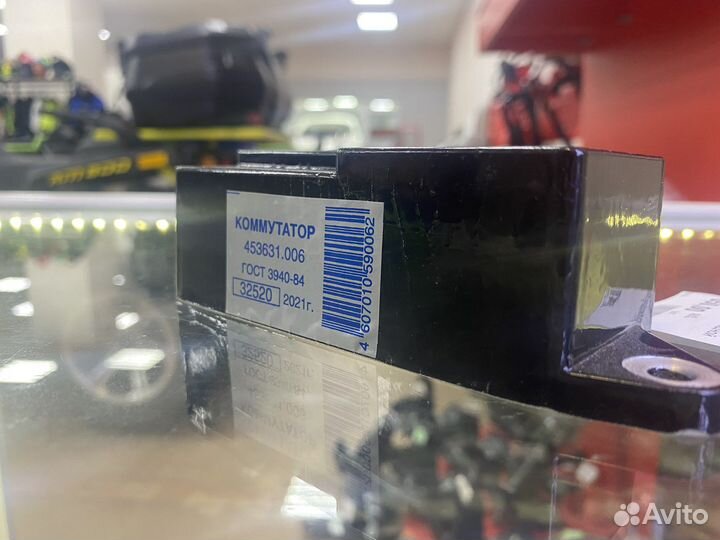 КОММУТАТОР
453631.006
ГОСТ 3940-84
32520 2021г.
4 607010 590062
Avito